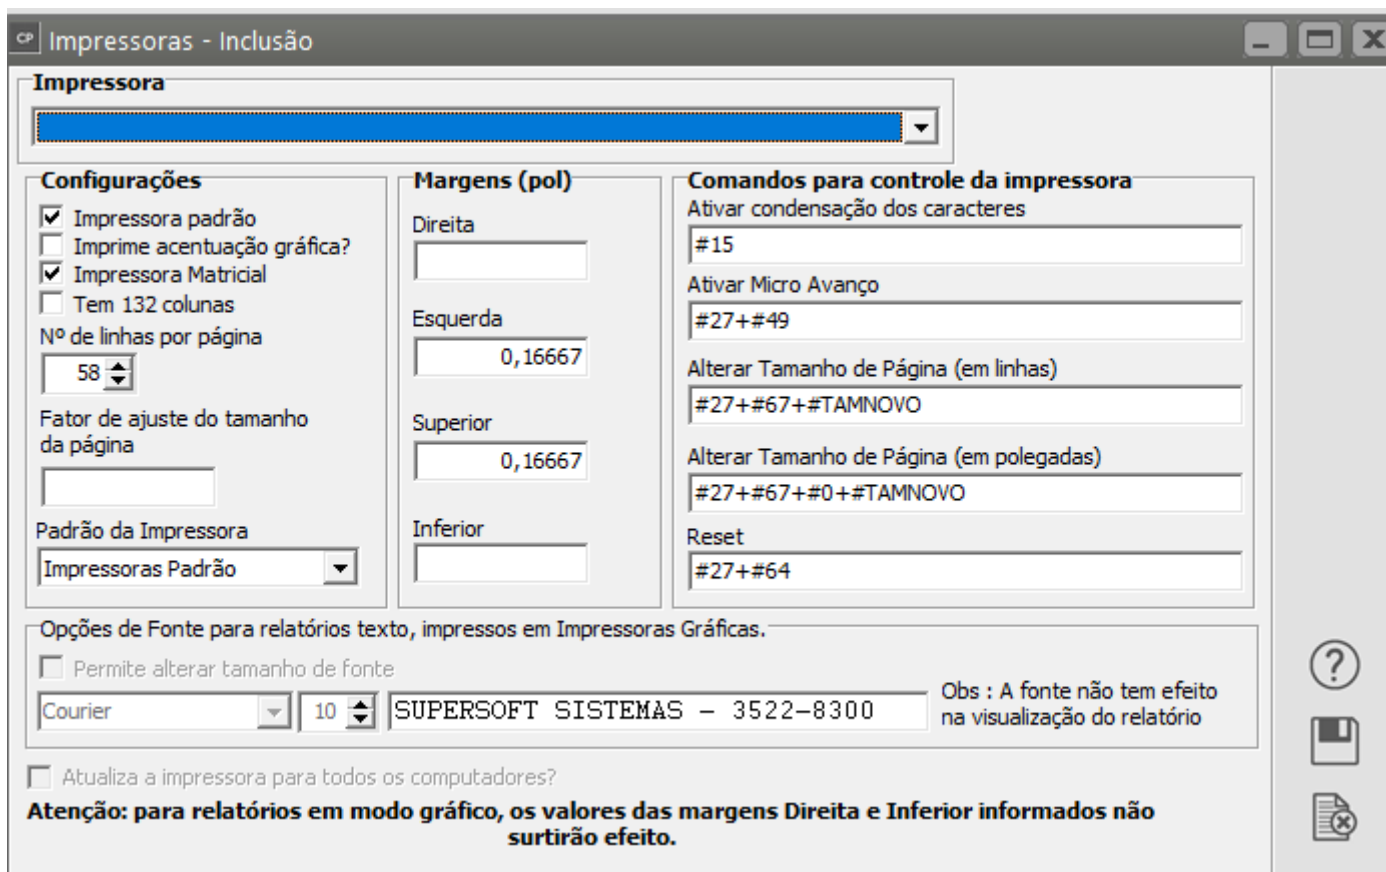 CP Impressoras - Inclusão
Impressora
Configurações
Impressora padrão
Imprime acentuação gráfica?
Impressora Matricial
Tem 132 colunas
Nº de linhas por página
58
Fator de ajuste do tamanho
da página
Padrão da Impressora
Impressoras Padrão
Margens (pol)
Direita
Esquerda
0,16667
Superior
0,16667
Inferior
Comandos para controle da impressora
Ativar condensação dos caracteres
#15
Ativar Micro Avanço
#27+#49
Alterar Tamanho de Página (em linhas)
#27+#67+#TAMNOVO
Alterar Tamanho de Página (em polegadas)
#27+#67+#0+#TAMNOVO
Reset
#27+#64
Opções de Fonte para relatórios texto, impressos em Impressoras Gráficas.
Permite alterar tamanho de fonte
Courier 10 SUPERSOFT SISTEMAS - 3522-8300
Obs : A fonte não tem efeito
na visualização do relatório
Atualiza a impressora para todos os computadores?
Atenção: para relatórios em modo gráfico, os valores das margens Direita e Inferior informados não
surtirão efeito.